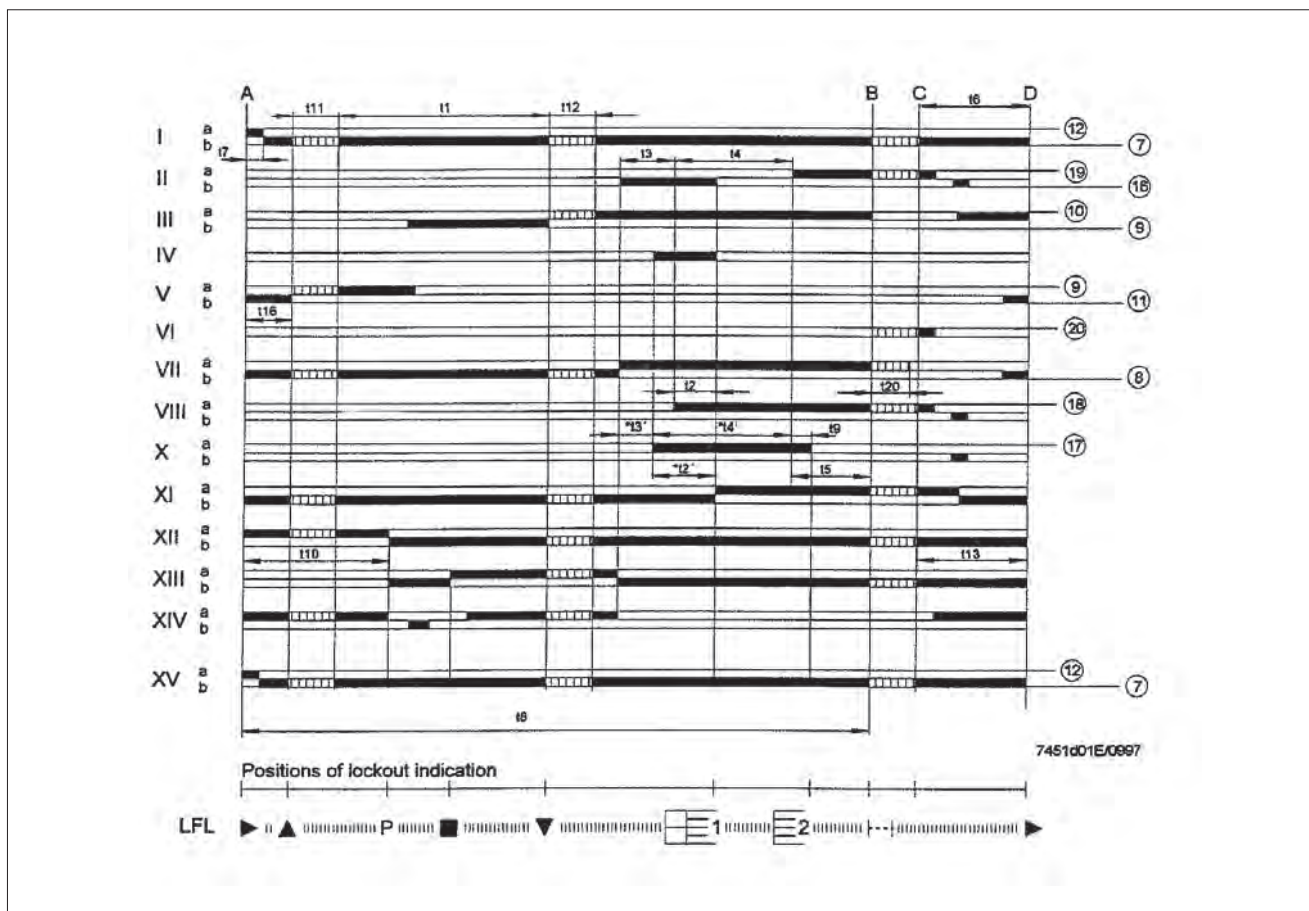 A t11 t1 t12 B C t6 D
I a 12
b 7
t7
t3 t4
II a 19
b 16
III a 10
b 9
IV
V a 9
b 11
t16
VI 20
VII a
b 8
t2 t20
VIII a 18
b
"t3" "t4" t9
X a 17
b
"t2" t5
XI a
b
XII a
b
t10 t13
XIII a
b
XIV a
b
XV a 12
b 7
t8
7451d01E/0997
Positions of lockout indication
LFL P 1 2